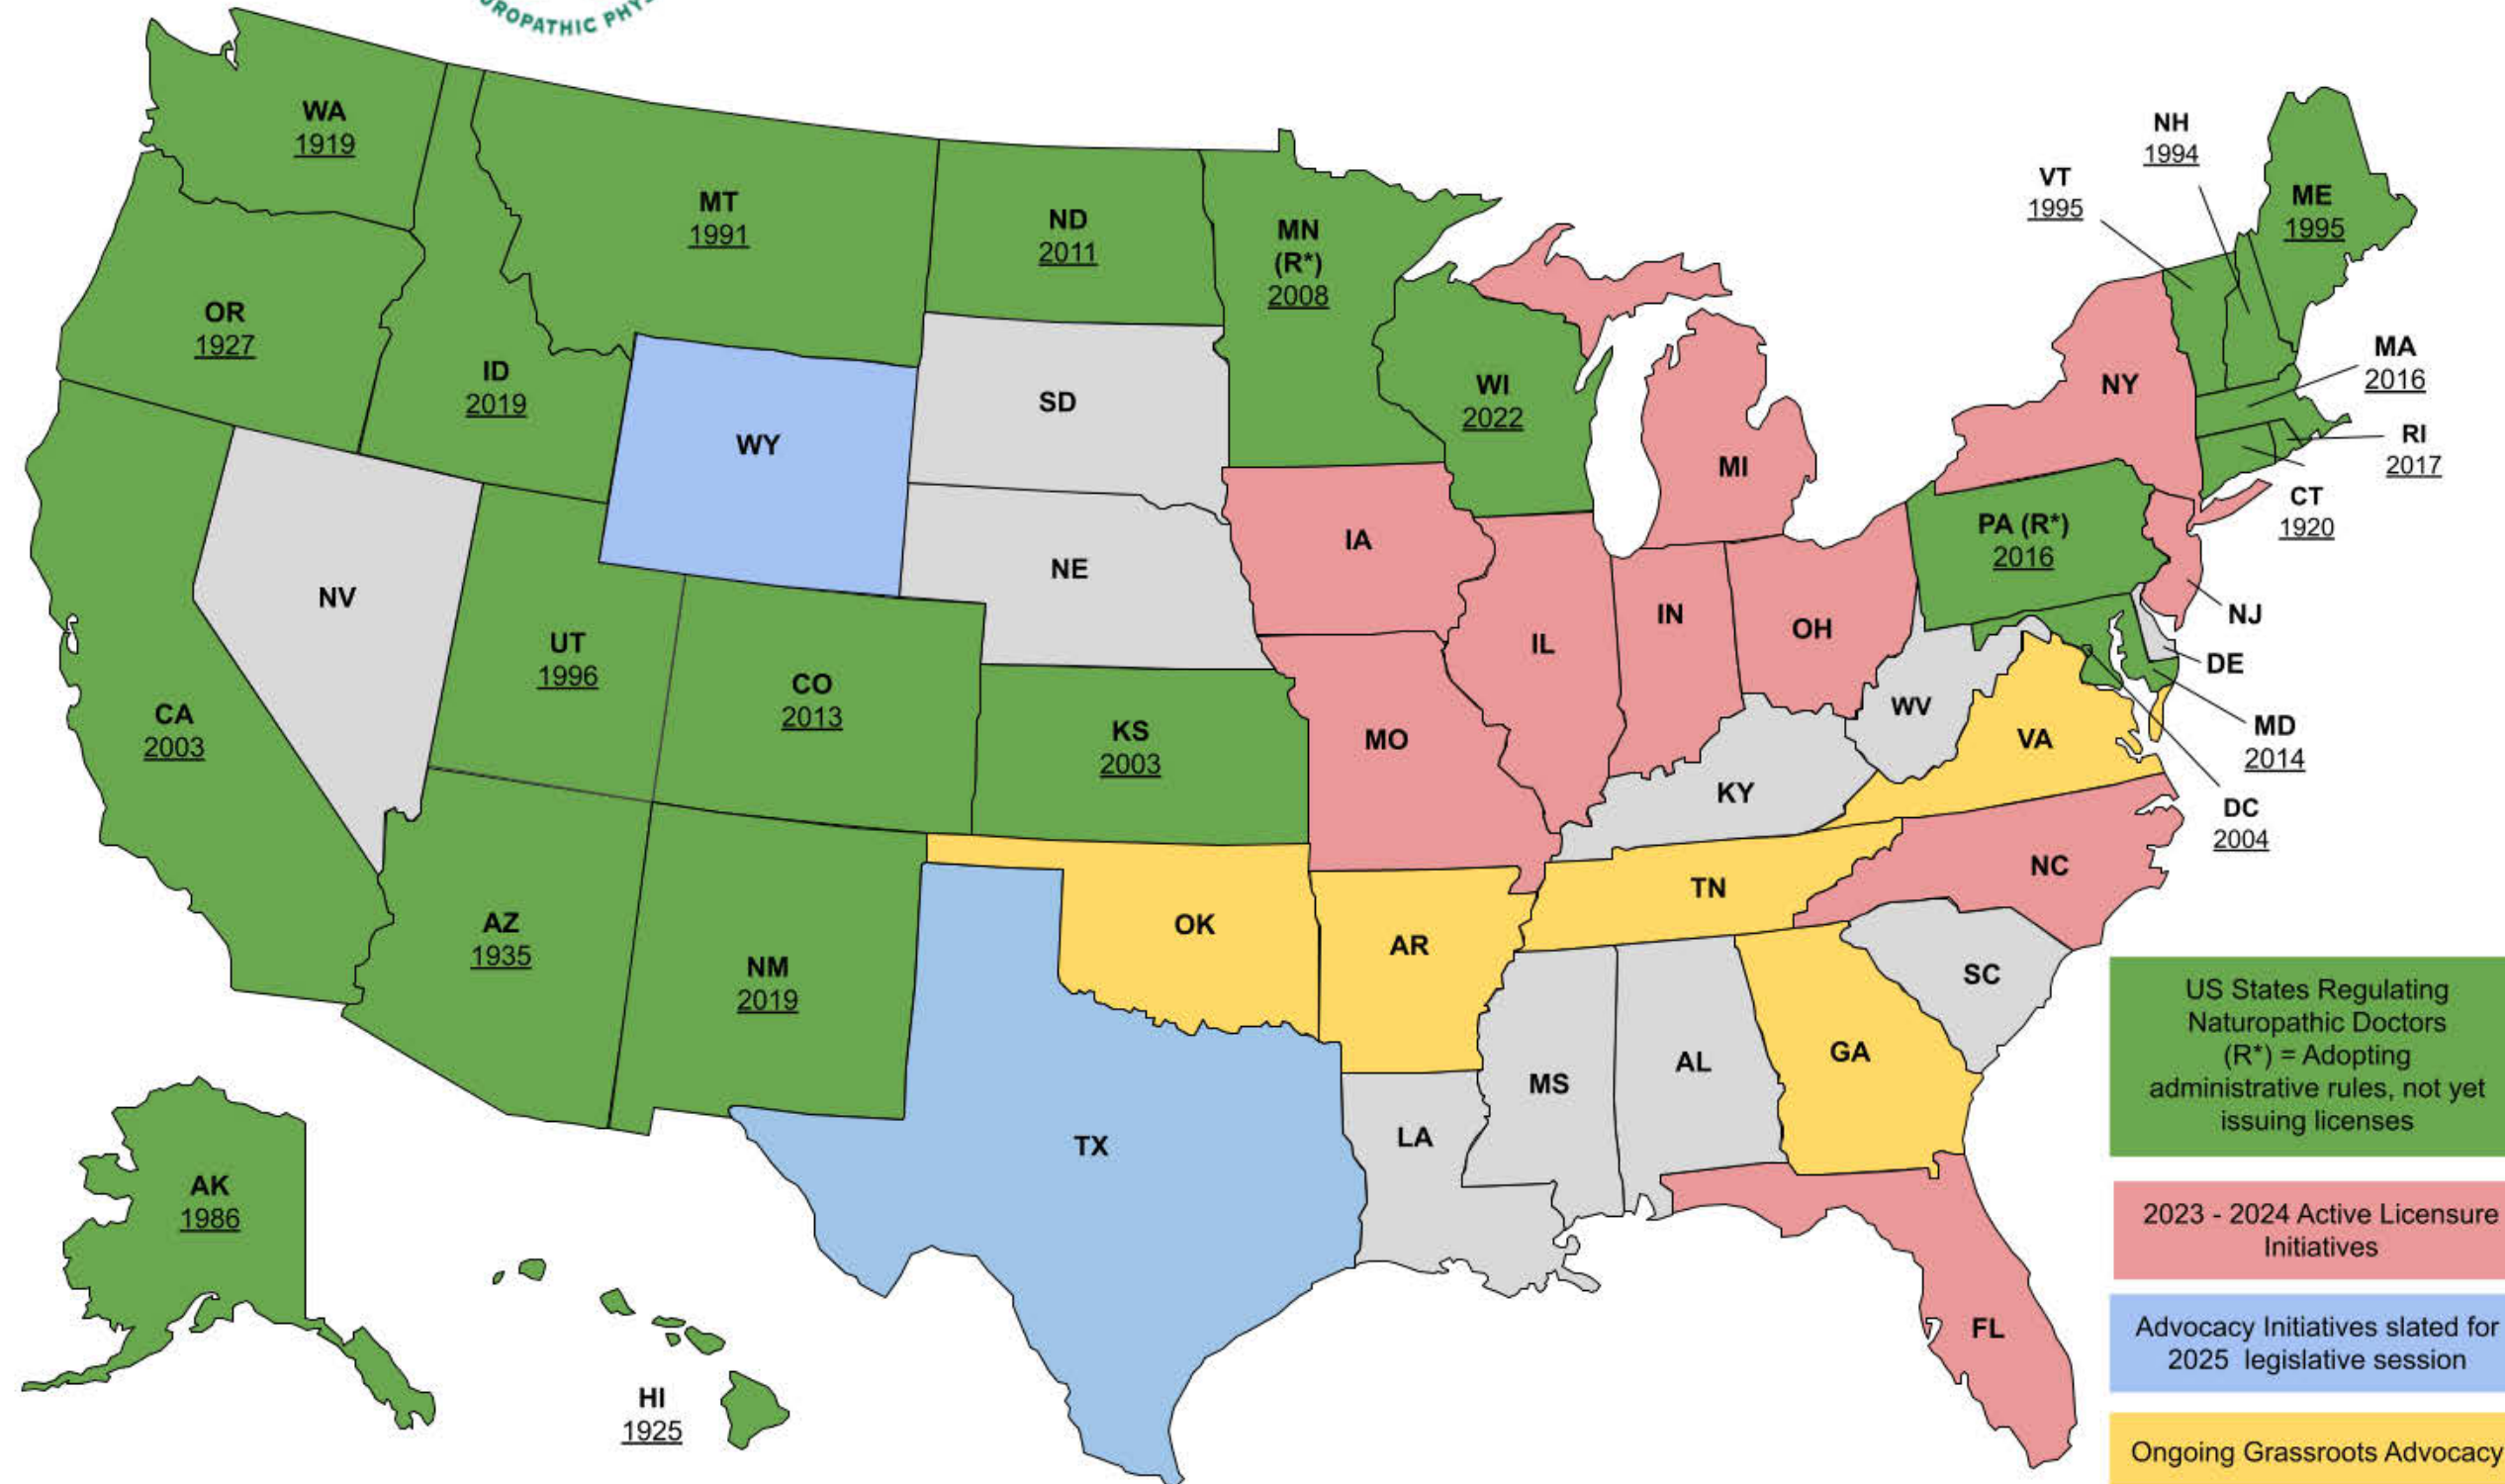 UROPATHIC PHY
WA
1919
OR
1927
CA
2003
NV
ID
2019
MT
1991
WY
UT
1996
CO
2013
AZ
1935
NM
2019
ND
2011
SD
NE
KS
2003
OK
TX
MN
(R*)
2008
IA
MO
AR
LA
WI
2022
IL
MI
IN
OH
KY
TN
MS
AL
GA
FL
SC
NC
VA
WV
PA (R*)
2016
NY
VT
1995
NH
1994
ME
1995
MA
2016
RI
2017
CT
1920
NJ
DE
MD
2014
DC
2004
AK
1986
HI
1925
US States Regulating
Naturopathic Doctors
(R*) = Adopting
administrative rules, not yet
issuing licenses
2023 - 2024 Active Licensure
Initiatives
Advocacy Initiatives slated for
2025 legislative session
Ongoing Grassroots Advocacy